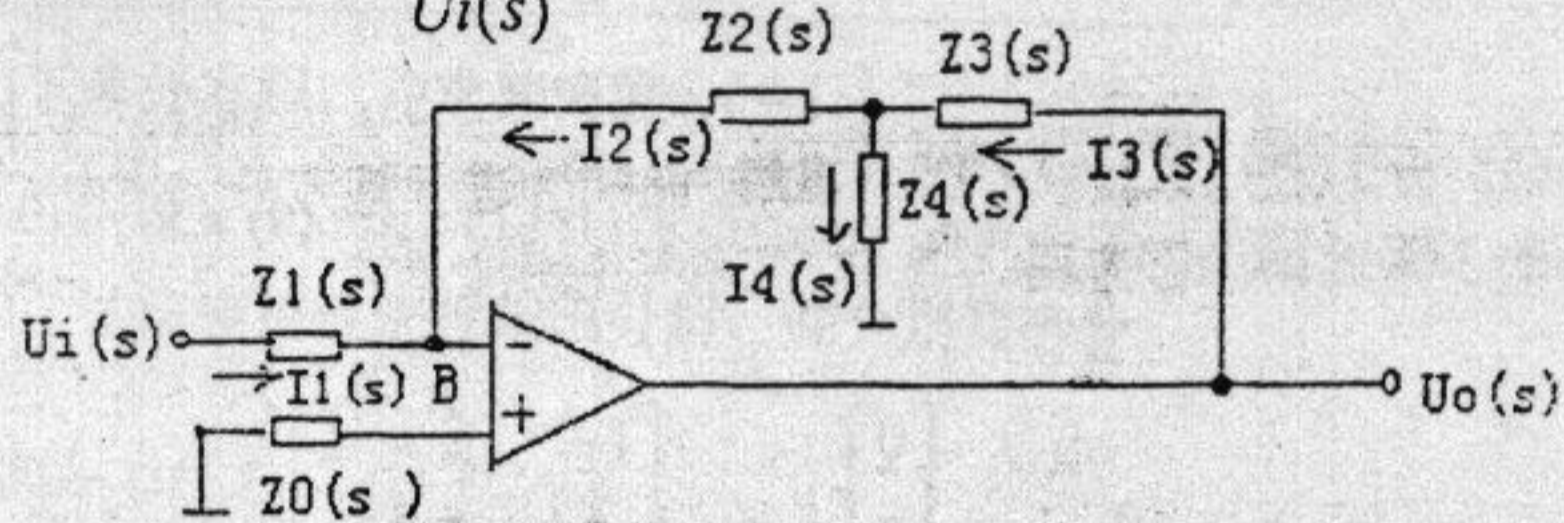 Ui(s)
Z2(s)
Z3(s)
I2(s)
I3(s)
Z4(s)
Z1(s)
I4(s)
Ui(s)
-
I1(s) B
+
Uo(s)
Z0(s )